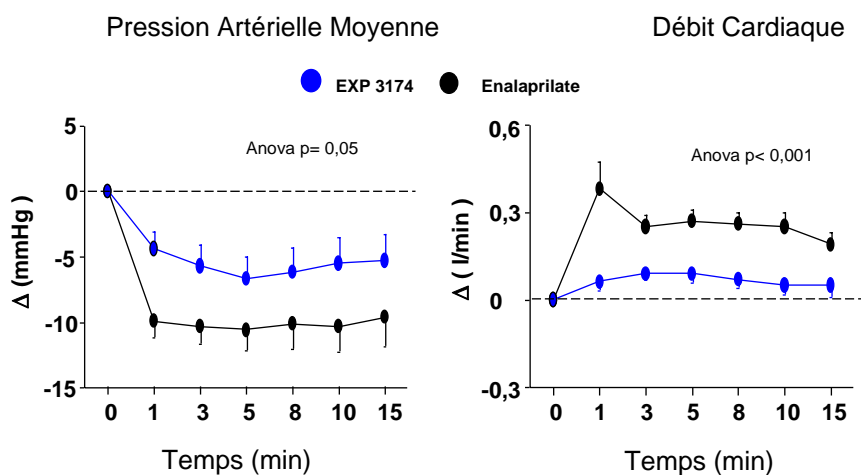 Pression Artérielle Moyenne
Débit Cardiaque
EXP 3174
Enalaprilate
5
0
-5
-10
-15
Δ (mmHg)
Anova p= 0,05
0 1 3 5 8 10 15
Temps (min)
0,6
0,3
0
-0,3
Δ ( l/min)
Anova p< 0,001
0 1 3 5 8 10 15
Temps (min)